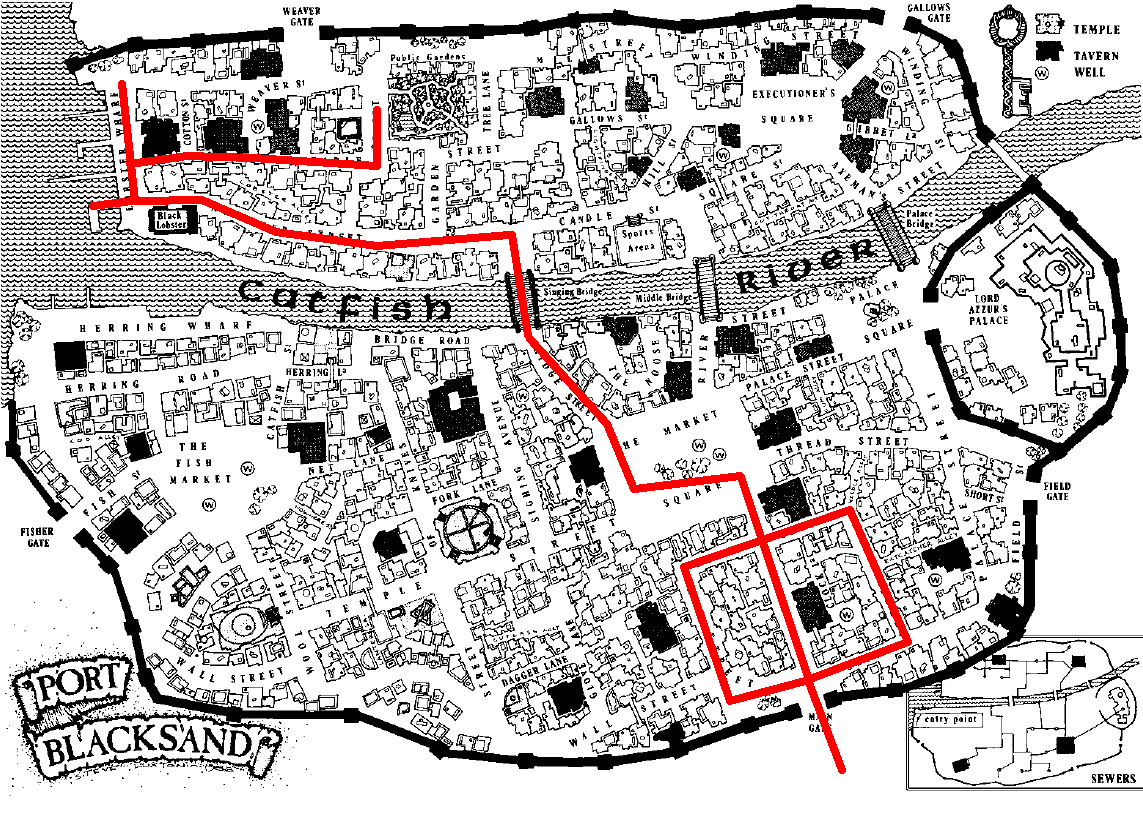 WEAVER
GATE
GALLOWS
GATE
TEMPLE
TAVERN
WELL
Public Gardens
STREET
WINDING STREET
WINDING
WEAVER St
COTTON St
WHARF
TREE LANE
EXECUTIONER'S
SQUARE
GALLOWS St
STREET
GIBBET La
HILL St
SQUARE
STREET
GARDEN
CANDLE St
Black
Lobster
Sports
Arena
Palace
Bridge
Catfish River
Singing Bridge
Middle Bridge
LORD
AZZUR'S
PALACE
PALACE
SQUARE
HERRING WHARF
BRIDGE ROAD
STREET
HERRING ROAD
HERRING La
THE NOOSE
RIVER
PALACE STREET
CATFISH
THE
FISH
MARKET
THE MARKET
SQUARE
THREAD STREET
STREET
SINGING AVENUE
NET LANE
FORK LANE
SHORT St
FIELD
GATE
FISH St
FISHER
GATE
STREET
STREET
TEMPLE
FIELD
WALL STREET
DAGGER LANE
STREET
WALL STREET
MAIN
GATE
PORT
BLACKSAND
entry point
SEWERS